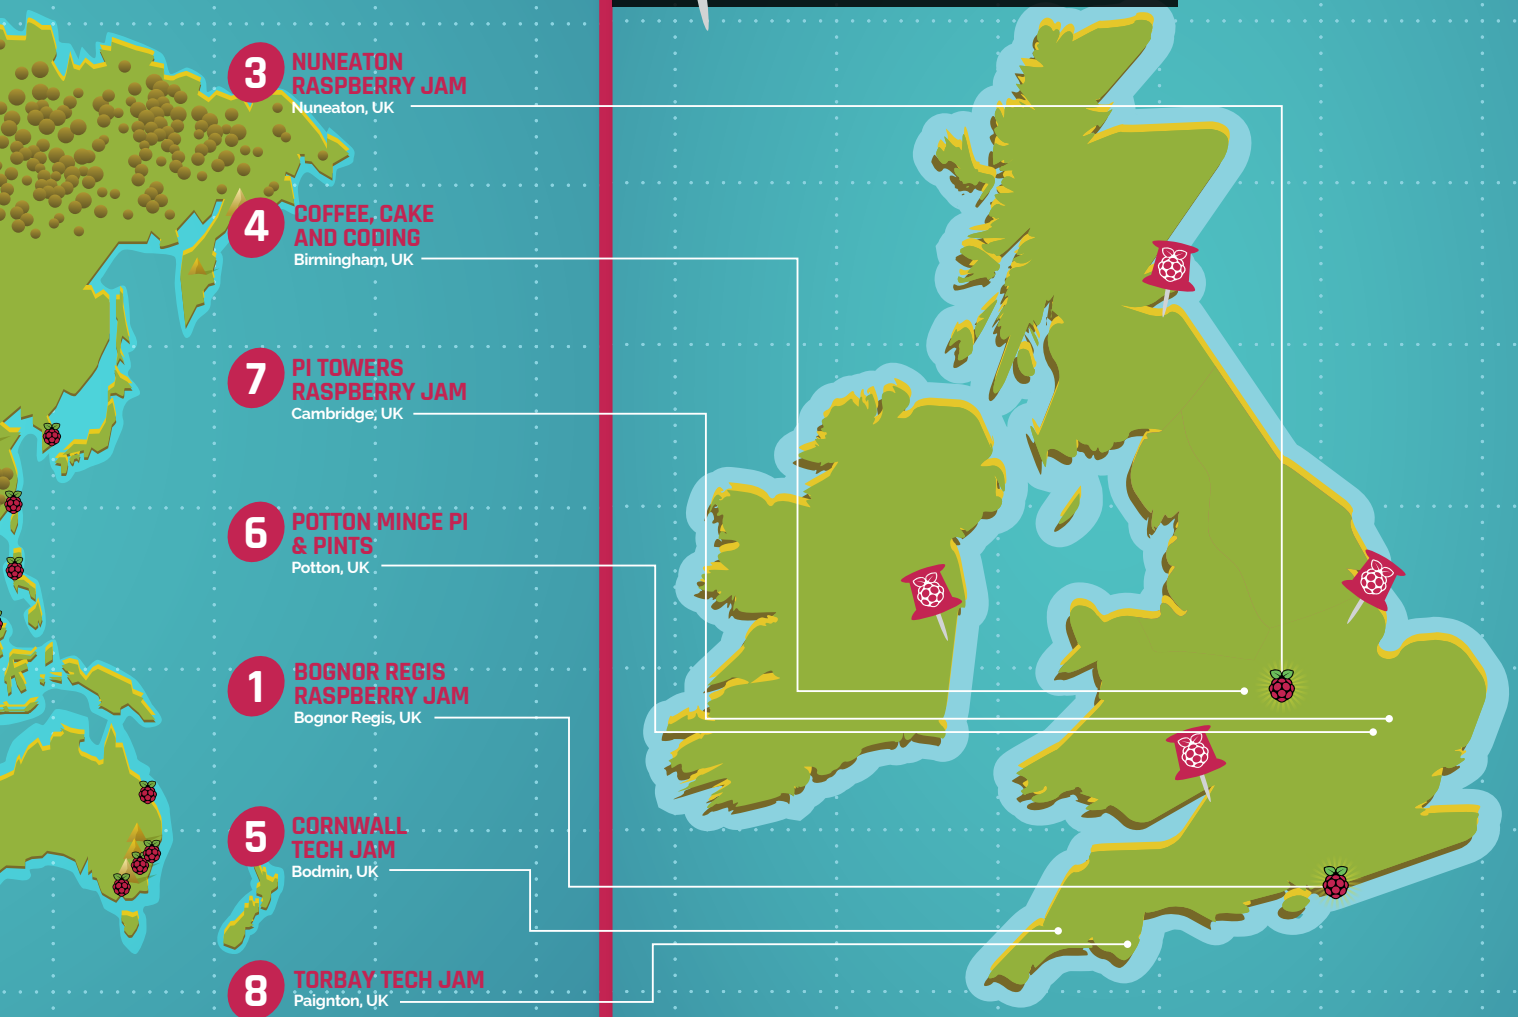 3
NUNEATON
RASPBERRY JAM
Nuneaton, UK
4
COFFEE, CAKE
AND CODING
Birmingham, UK
7
PI TOWERS
RASPBERRY JAM
Cambridge, UK
6
POTTON MINCE PI
& PINTS
Potton, UK
1
BOGNOR REGIS
RASPBERRY JAM
Bognor Regis, UK
5
CORNWALL
TECH JAM
Bodmin, UK
8
TORBAY TECH JAM
Paignton, UK